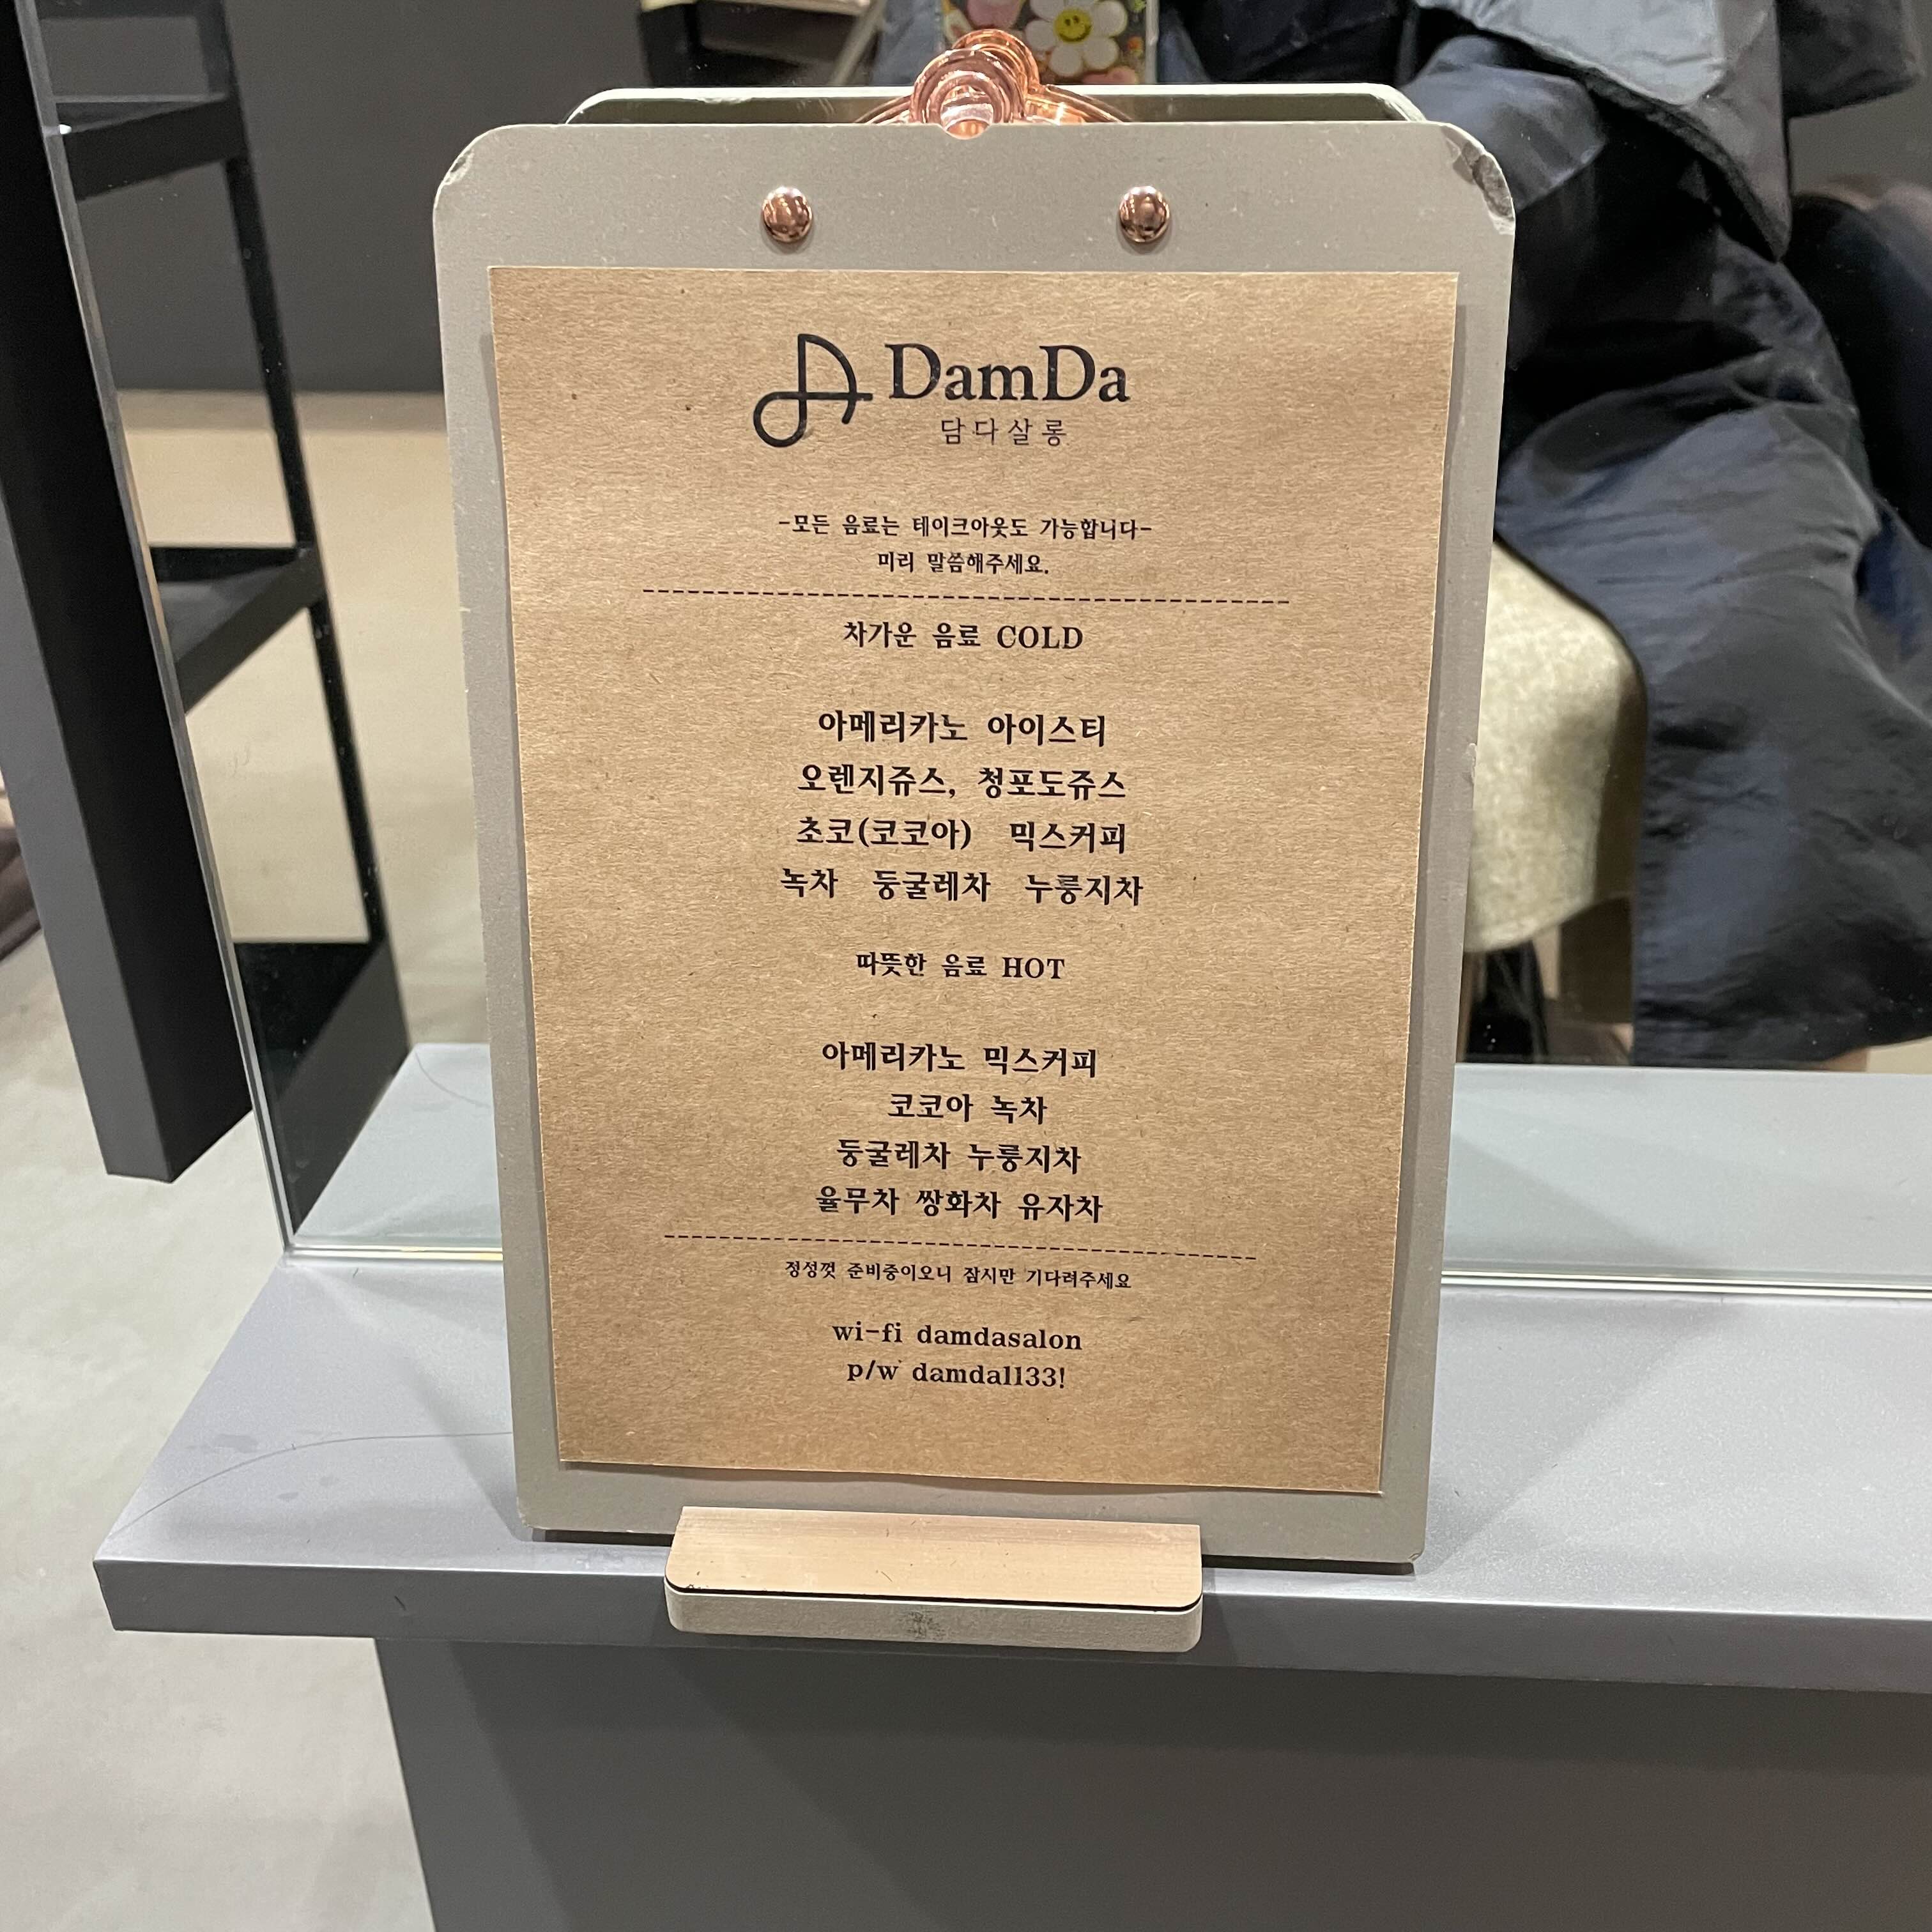 DamDa
담다살롱
-모든 음료는 테이크아웃도 가능합니다-
미리 말씀해주세요.
차가운 음료 COLD
아메리카노 아이스티
오렌지쥬스, 청포도쥬스
초코(코코아) 믹스커피
녹차 둥굴레차 누룽지차
따뜻한 음료 HOT
아메리카노 믹스커피
코코아 녹차
둥굴레차 누룽지차
율무차 쌍화차 유자차
정성껏 준비중이오니 잠시만 기다려주세요
wi-fi damdasalon
p/w damda1133!